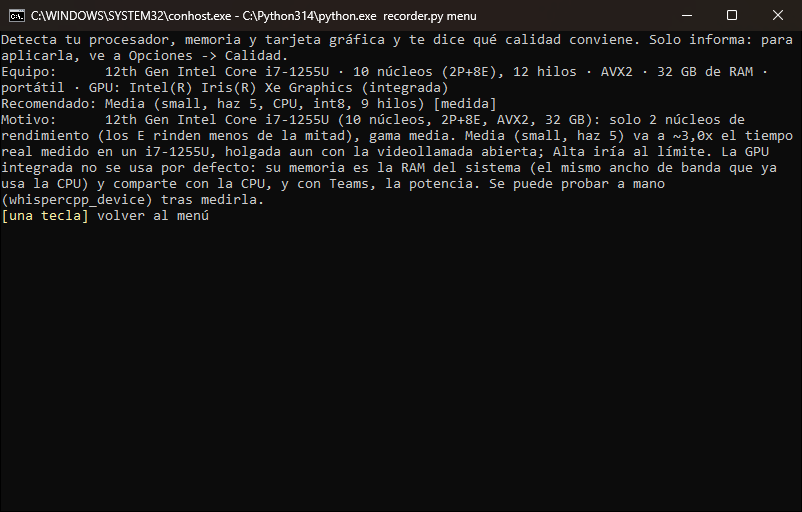 C:\WINDOWS\SYSTEM32\conhost.exe - C:\Python314\python.exe  recorder.py menu
Detecta tu procesador, memoria y tarjeta gráfica y te dice qué calidad conviene. Solo informa: para
aplicarla, ve a Opciones -> Calidad.
Equipo:      12th Gen Intel Core i7-1255U · 10 núcleos (2P+8E), 12 hilos · AVX2 · 32 GB de RAM ·
portátil · GPU: Intel(R) Iris(R) Xe Graphics (integrada)
Recomendado: Media (small, haz 5, CPU, int8, 9 hilos) [medida]
Motivo:      12th Gen Intel Core i7-1255U (10 núcleos, 2P+8E, AVX2, 32 GB): solo 2 núcleos de
rendimiento (los E rinden menos de la mitad), gama media. Media (small, haz 5) va a ~3,0x el tiempo
real medido en un i7-1255U, holgada aun con la videollamada abierta; Alta iría al límite. La GPU
integrada no se usa por defecto: su memoria es la RAM del sistema (el mismo ancho de banda que ya
usa la CPU) y comparte con la CPU, y con Teams, la potencia. Se puede probar a mano
(whispercpp_device) tras medirla.
[una tecla] volver al menú